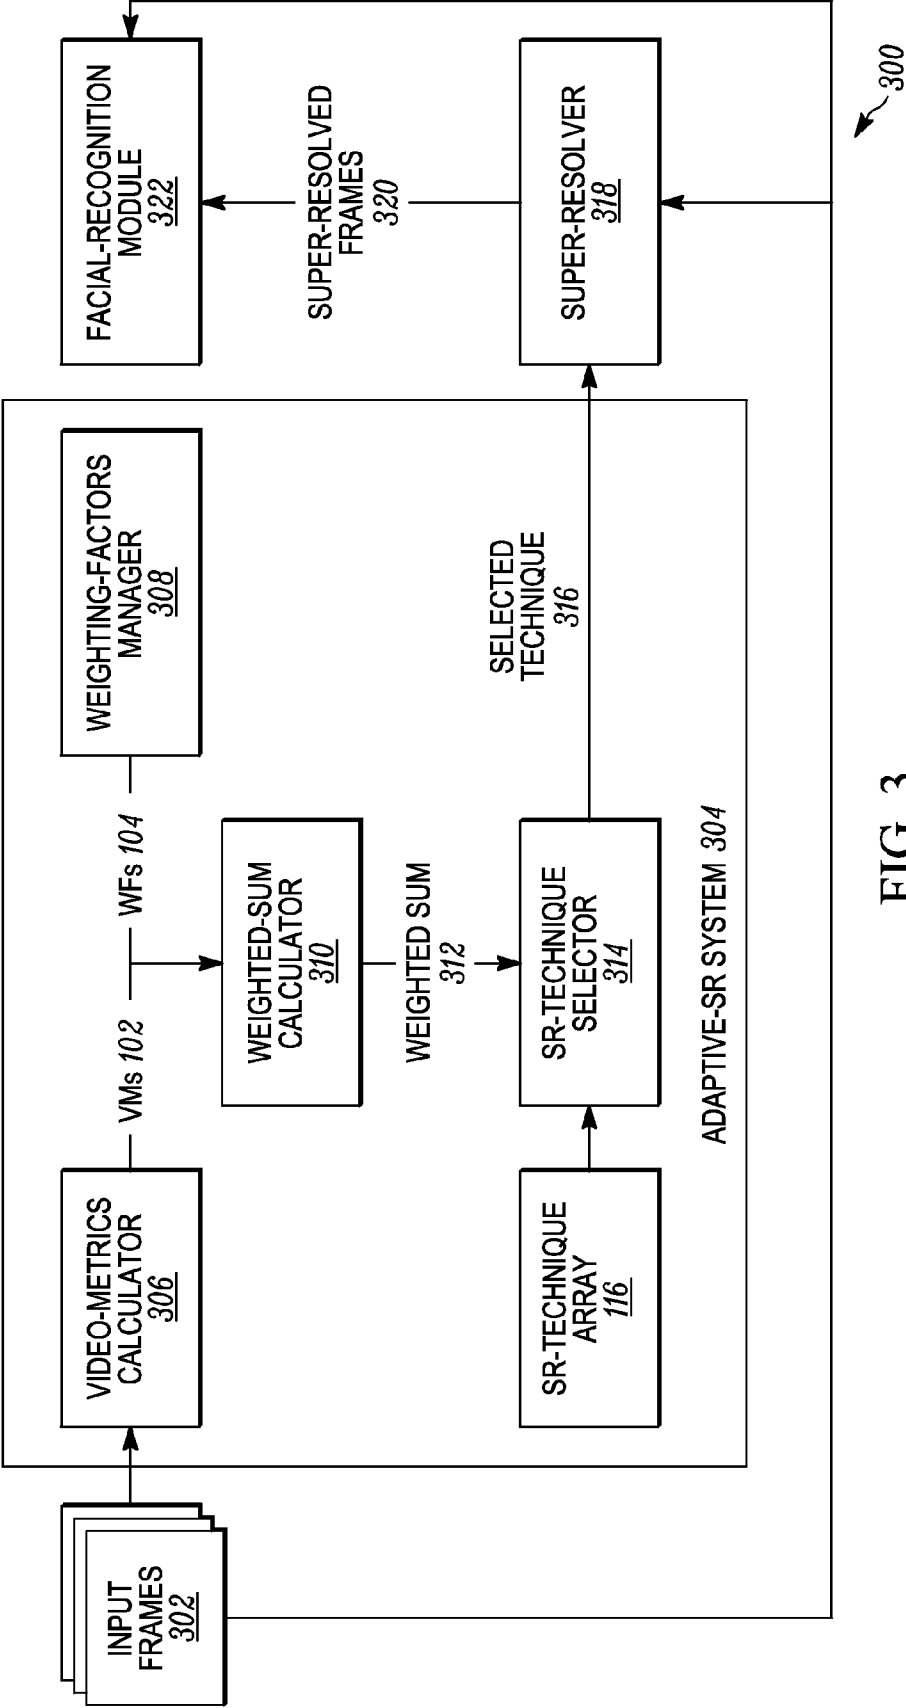 INPUT
FRAMES
302
VIDEO-METRICS
CALCULATOR
306
VMs 102
WFs 104
WEIGHTING-FACTORS
MANAGER
308
FACIAL-RECOGNITION
MODULE
322
WEIGHTED-SUM
CALCULATOR
310
WEIGHTED SUM
312
SUPER-RESOLVED
FRAMES
320
SR-TECHNIQUE
ARRAY
116
SR-TECHNIQUE
SELECTOR
314
SELECTED
TECHNIQUE
316
SUPER-RESOLVER
318
ADAPTIVE-SR SYSTEM 304
300
FIG. 3